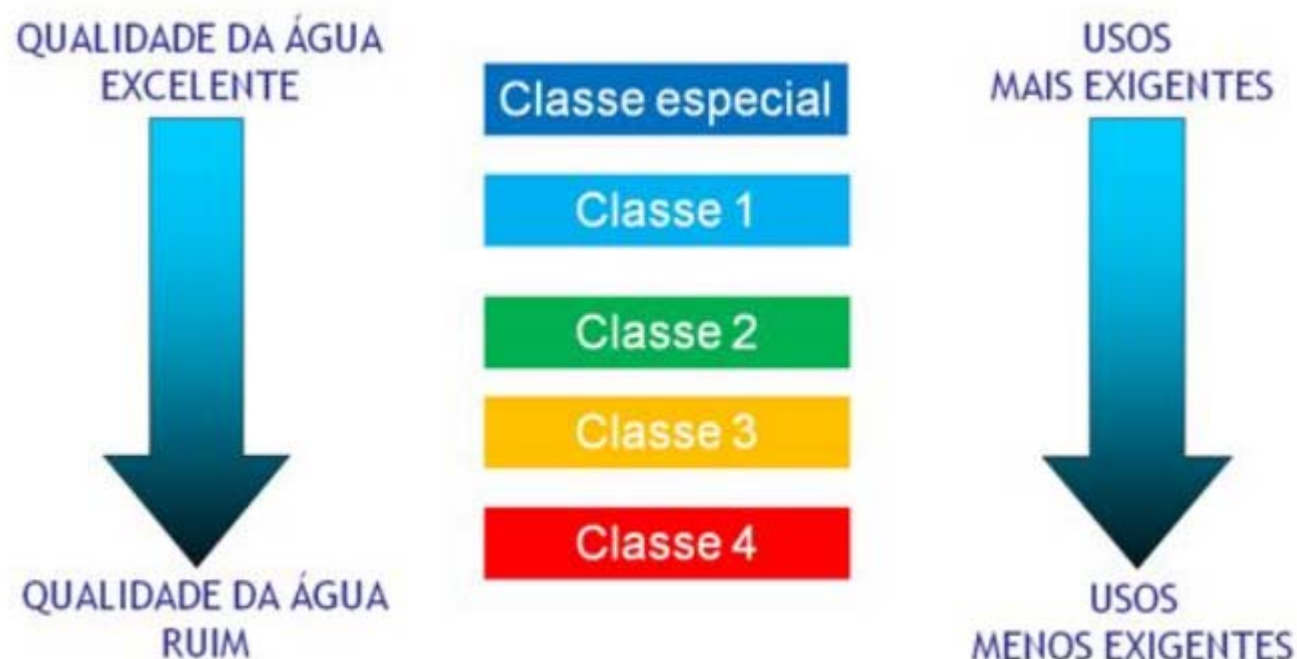 QUALIDADE DA ÁGUA
EXCELENTE
USOS
MAIS EXIGENTES
Classe especial
Classe 1
Classe 2
Classe 3
Classe 4
QUALIDADE DA ÁGUA
RUIM
USOS
MENOS EXIGENTES